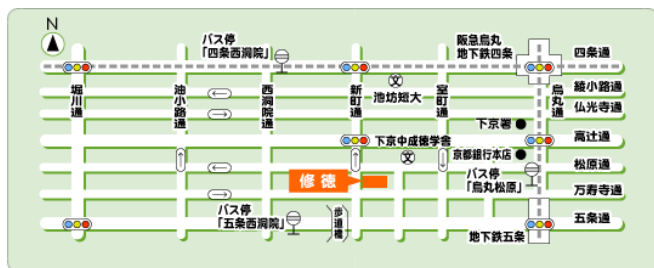 N
バス停
「四条西洞院」
阪急烏丸
地下鉄四条
四条通
堀川通
油小路通
西洞院通
新町通
池坊短大
室町通
烏丸通
綾小路通
仏光寺通
下京署
高辻通
下京中成徳学舎
京都銀行本店
松原通
修徳
バス停
「烏丸松原」
万寿寺通
バス停
「五条西洞院」
歩道橋
五条通
地下鉄五条
文
文